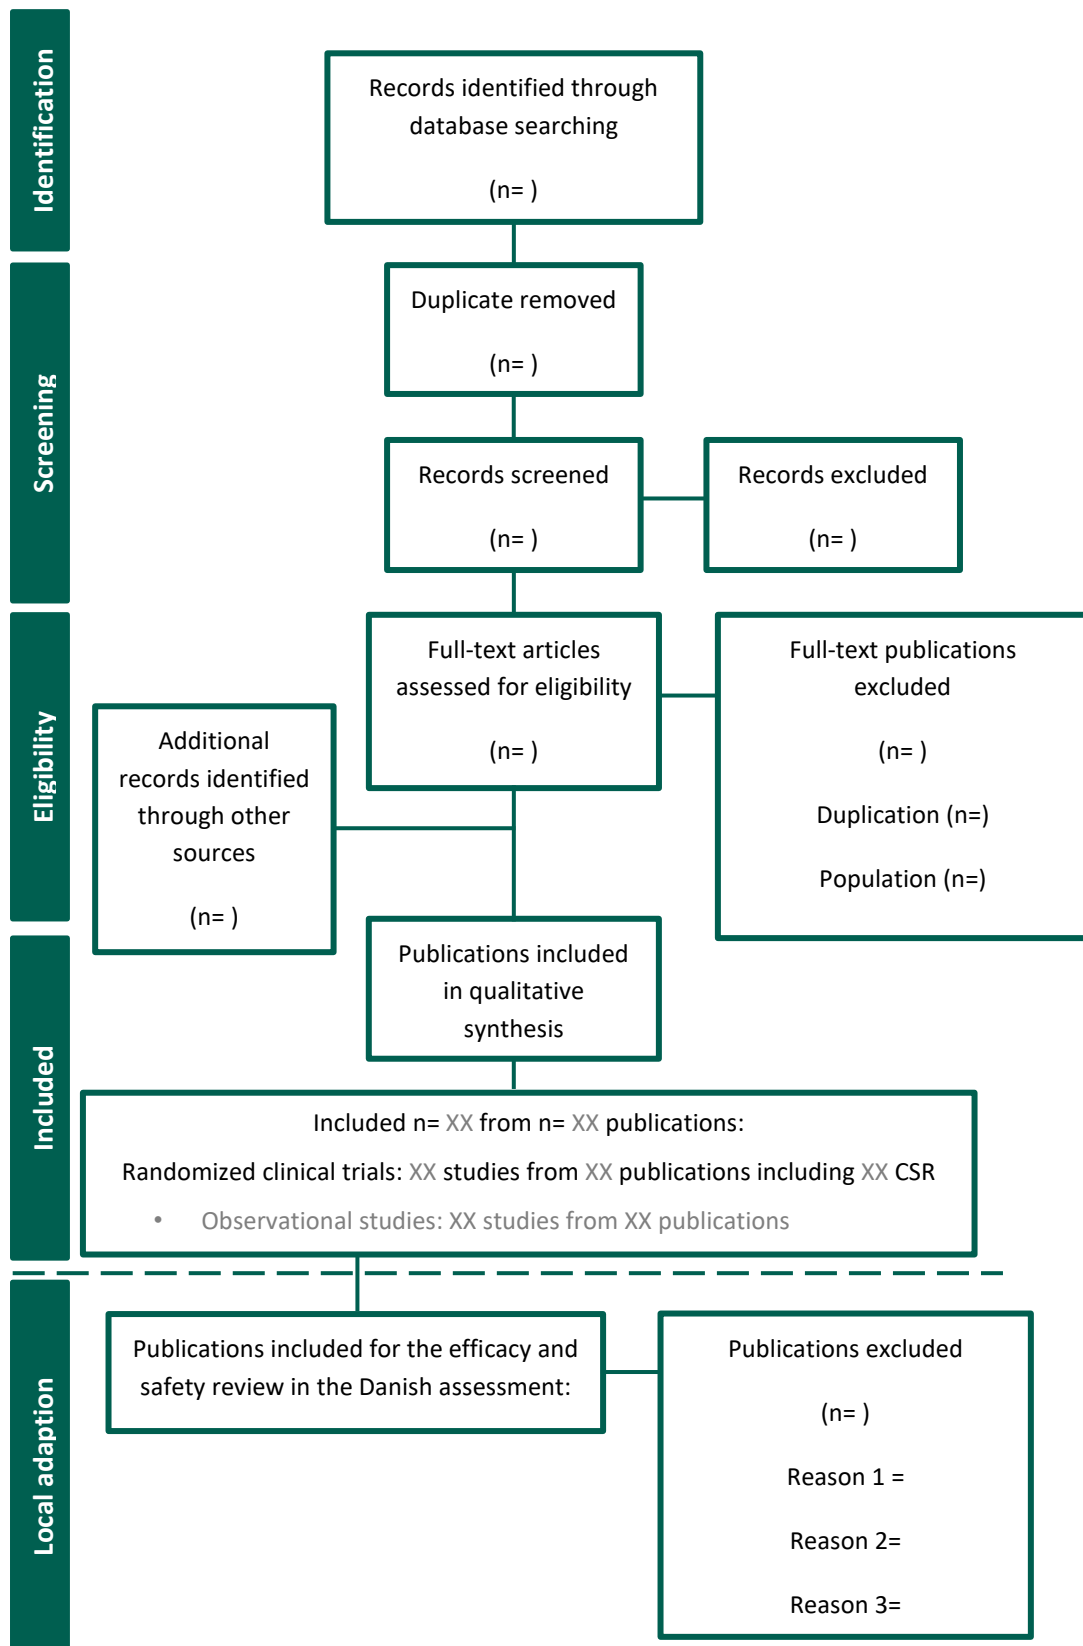 Identification
Records identified through
database searching
(n= )
Screening
Duplicate removed
(n= )
Records screened
(n= )
Records excluded
(n= )
Eligibility
Full-text articles
assessed for eligibility
(n= )
Full-text publications
excluded
(n= )
Duplication (n=)
Population (n=)
Additional
records identified
through other
sources
(n= )
Included
Publications included
in qualitative
synthesis
Included n= XX from n= XX publications:
Randomized clinical trials: XX studies from XX publications including XX CSR
• Observational studies: XX studies from XX publications
Local adaption
Publications included for the efficacy and
safety review in the Danish assessment:
Publications excluded
(n= )
Reason 1 =
Reason 2=
Reason 3=